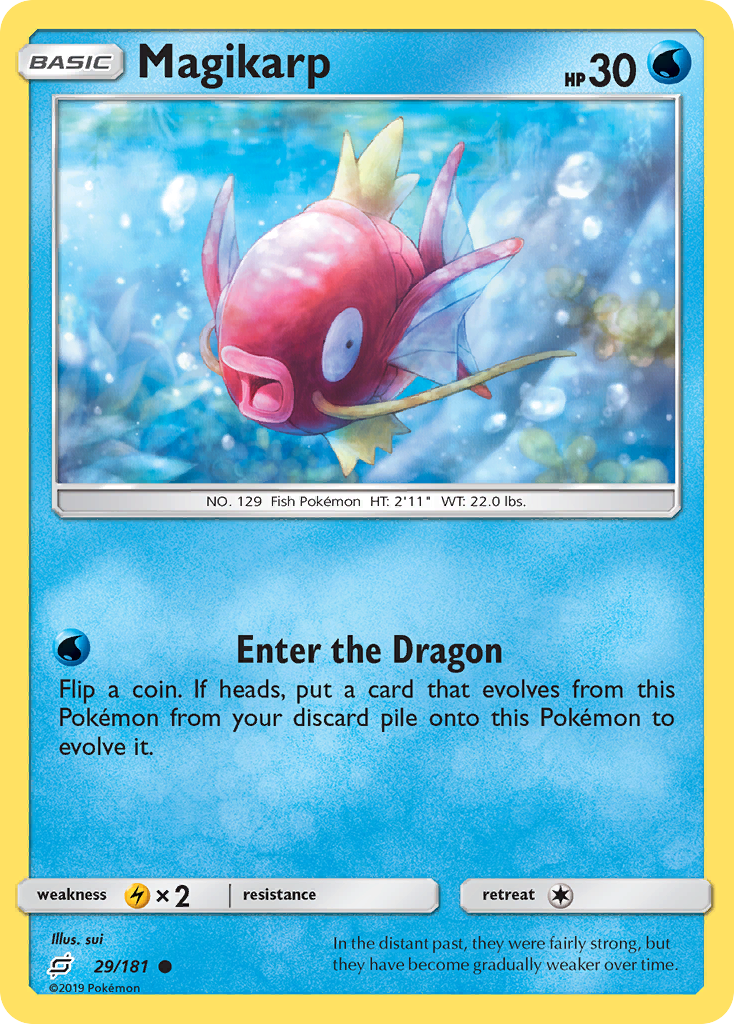 BASIC Magikarp HP 30
NO. 129 Fish Pokémon HT: 2'11" WT: 22.0 lbs.
Enter the Dragon
Flip a coin. If heads, put a card that evolves from this
Pokémon from your discard pile onto this Pokémon to
evolve it.
weakness × 2 resistance retreat
Illus. sui
29/181
©2019 Pokémon
In the distant past, they were fairly strong, but
they have become gradually weaker over time.